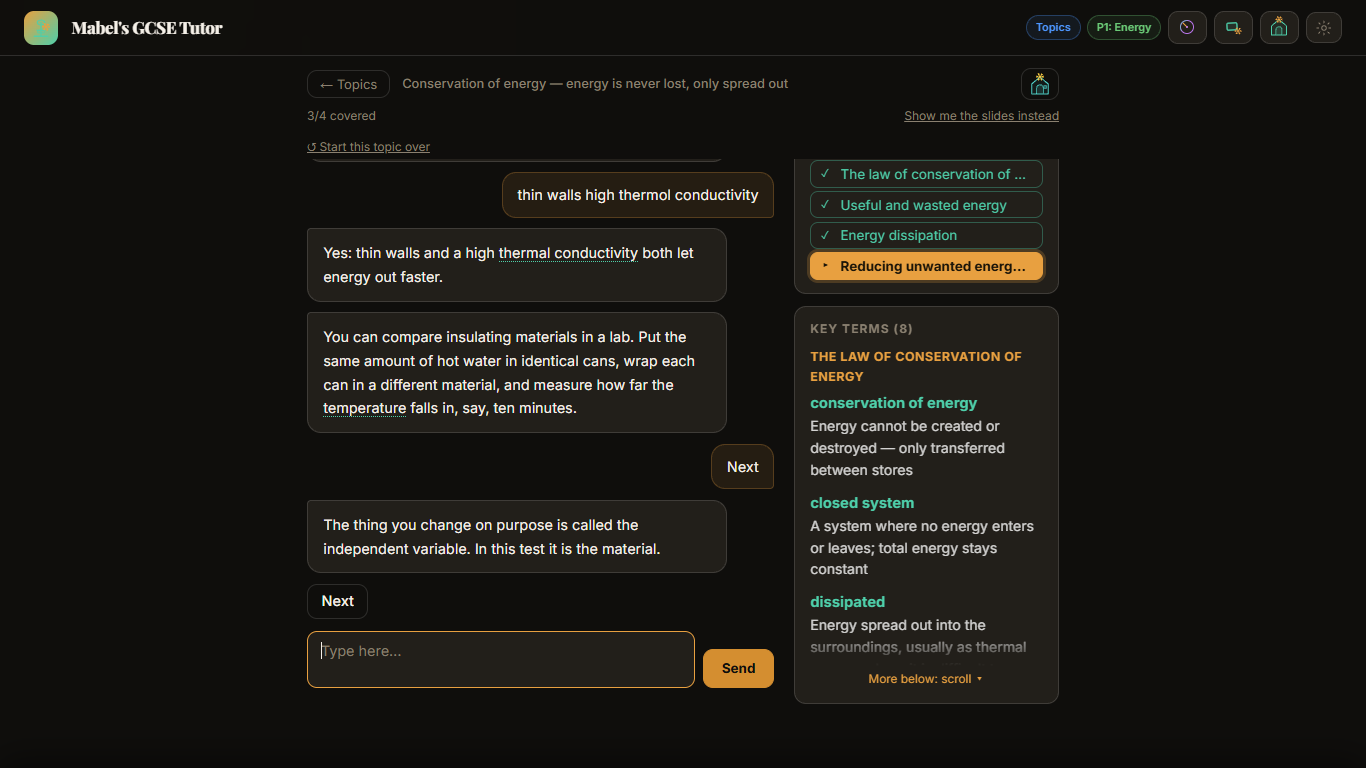 Mabel's GCSE Tutor
Topics
P1: Energy
← Topics
Conservation of energy — energy is never lost, only spread out
3/4 covered
Show me the slides instead
↺ Start this topic over
thin walls high thermol conductivity
Yes: thin walls and a high thermal conductivity both let
energy out faster.
You can compare insulating materials in a lab. Put the
same amount of hot water in identical cans, wrap each
can in a different material, and measure how far the
temperature falls in, say, ten minutes.
Next
The thing you change on purpose is called the
independent variable. In this test it is the material.
Next
Type here...
Send
✓ The law of conservation of ...
✓ Useful and wasted energy
✓ Energy dissipation
‣ Reducing unwanted energ...
KEY TERMS (8)
THE LAW OF CONSERVATION OF
ENERGY
conservation of energy
Energy cannot be created or
destroyed — only transferred
between stores
closed system
A system where no energy enters
or leaves; total energy stays
constant
dissipated
Energy spread out into the
surroundings, usually as thermal
More below: scroll ▾